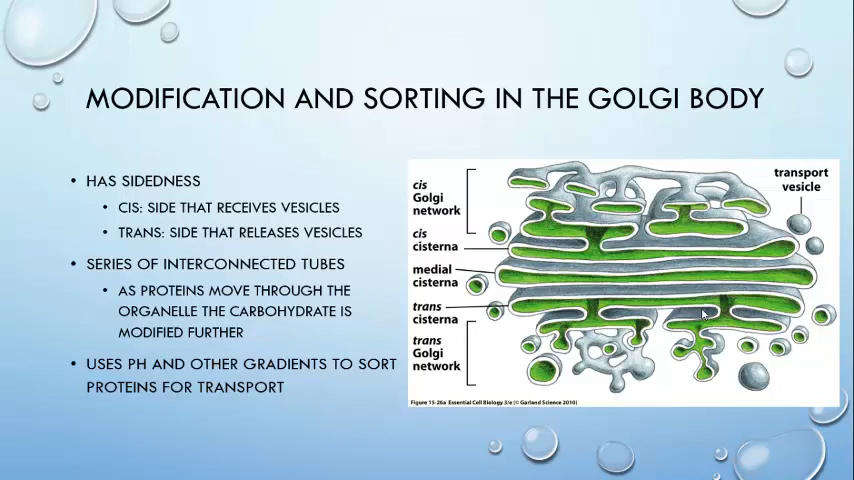 MODIFICATION AND SORTING IN THE GOLGI BODY
• HAS SIDEDNESS
• CIS: SIDE THAT RECEIVES VESICLES
• TRANS: SIDE THAT RELEASES VESICLES
• SERIES OF INTERCONNECTED TUBES
• AS PROTEINS MOVE THROUGH THE
ORGANELLE THE CARBOHYDRATE IS
MODIFIED FURTHER
• USES PH AND OTHER GRADIENTS TO SORT
PROTEINS FOR TRANSPORT
cis
Golgi
network
cis
cisterna
medial
cisterna
trans
cisterna
trans
Golgi
network
transport
vesicle
Figure 15-26a Essential Cell Biology 3/e (© Garland Science 2010)